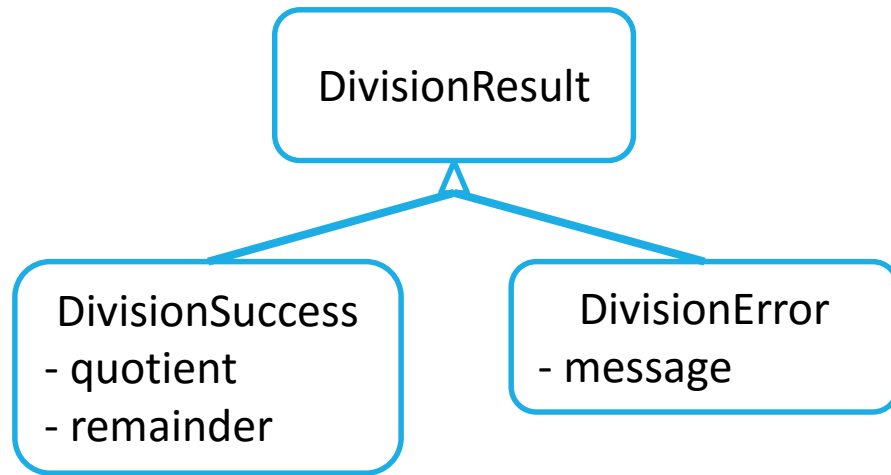 DivisionResult
DivisionSuccess
- quotient
- remainder
DivisionError
- message